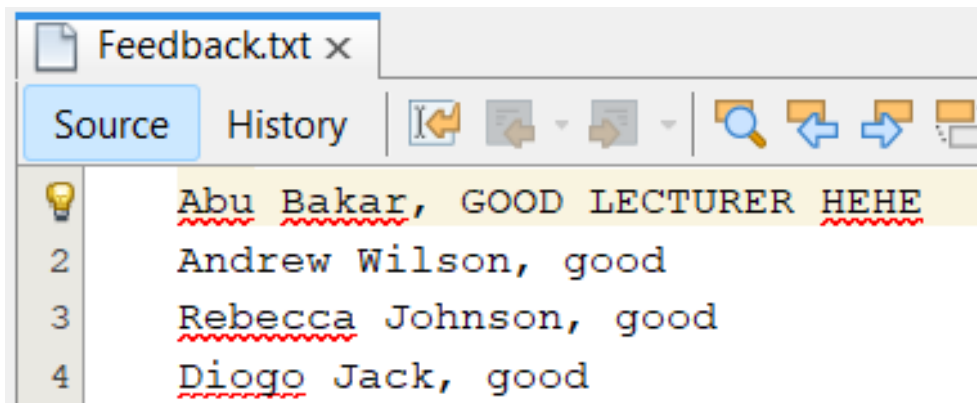 Feedback.txt ×
Source History
Abu Bakar, GOOD LECTURER HEHE
2 Andrew Wilson, good
3 Rebecca Johnson, good
4 Diogo Jack, good